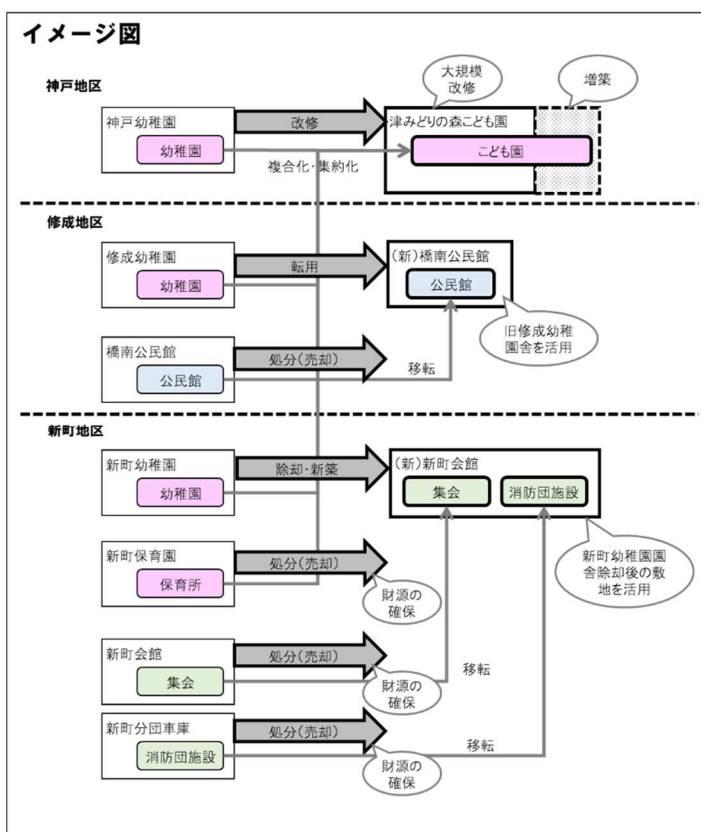 イメージ図
大規模
改修
増築
神戸地区
神戸幼稚園
幼稚園
改修
津みどりの森こども園
こども園
複合化・集約化
修成地区
修成幼稚園
幼稚園
転用
(新)橋南公民館
公民館
旧修成幼稚
園舎を活用
橋南公民館
公民館
処分(売却)
移転
新町地区
新町幼稚園
幼稚園
除却・新築
(新)新町会館
集会
消防団施設
新町幼稚園園
舎除却後の敷
地を活用
新町保育園
保育所
処分(売却)
財源の
確保
新町会館
集会
処分(売却)
財源の
確保
移転
新町分団車庫
消防団施設
処分(売却)
財源の
確保
移転